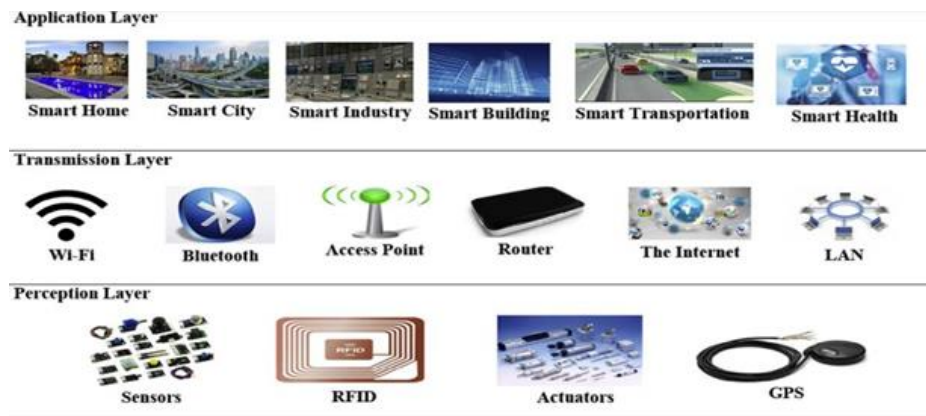 Application Layer
Smart Home
Smart City
Smart Industry
Smart Building
Smart Transportation
Smart Health
Transmission Layer
Wi-Fi
Bluetooth
Access Point
Router
The Internet
LAN
Perception Layer
RFID
Sensors
RFID
Actuators
GPS